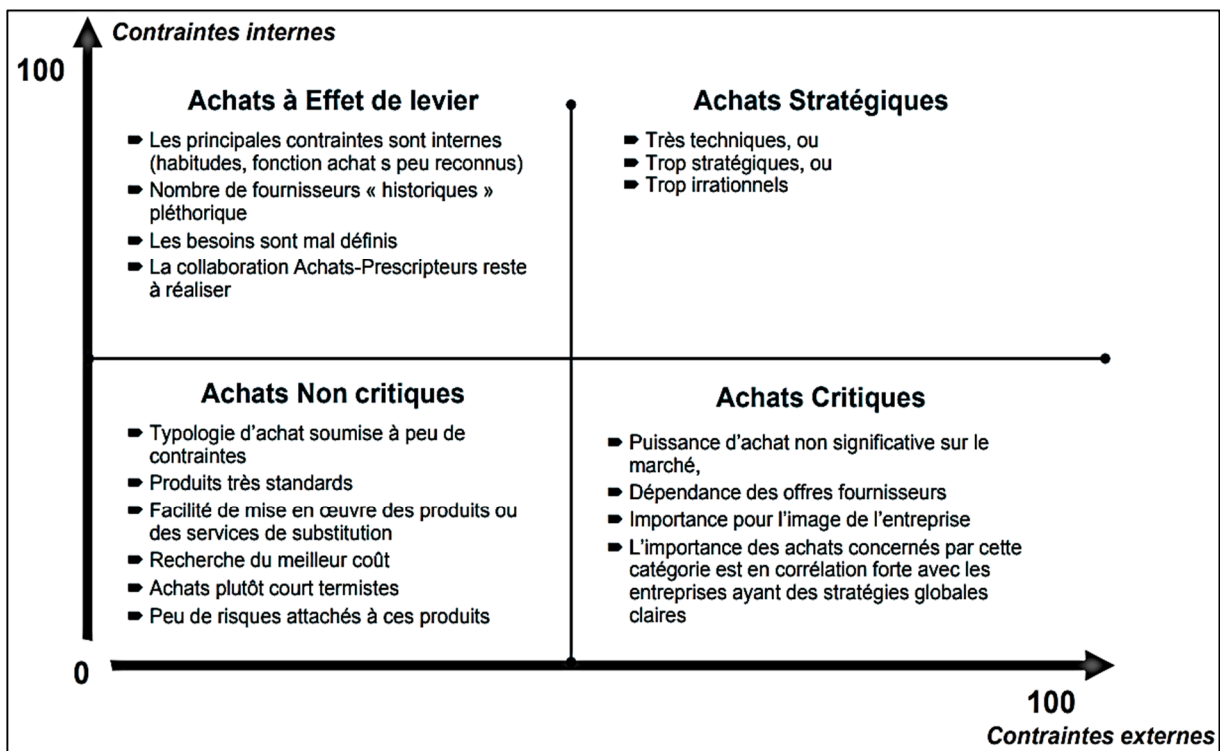 Contraintes internes
100
Achats à Effet de levier
Les principales contraintes sont internes
(habitudes, fonction achat s peu reconnus)
Nombre de fournisseurs « historiques »
pléthorique
Les besoins sont mal définis
La collaboration Achats-Prescripteurs reste
à réaliser
Achats Stratégiques
Très techniques, ou
Trop stratégiques, ou
Trop irrationnels
Achats Non critiques
Typologie d'achat soumise à peu de
contraintes
Produits très standards
Facilité de mise en œuvre des produits ou
des services de substitution
Recherche du meilleur coût
Achats plutôt court termistes
Peu de risques attachés à ces produits
Achats Critiques
Puissance d'achat non significative sur le
marché,
Dépendance des offres fournisseurs
Importance pour l'image de l'entreprise
L'importance des achats concernés par cette
catégorie est en corrélation forte avec les
entreprises ayant des stratégies globales
claires
0
100
Contraintes externes